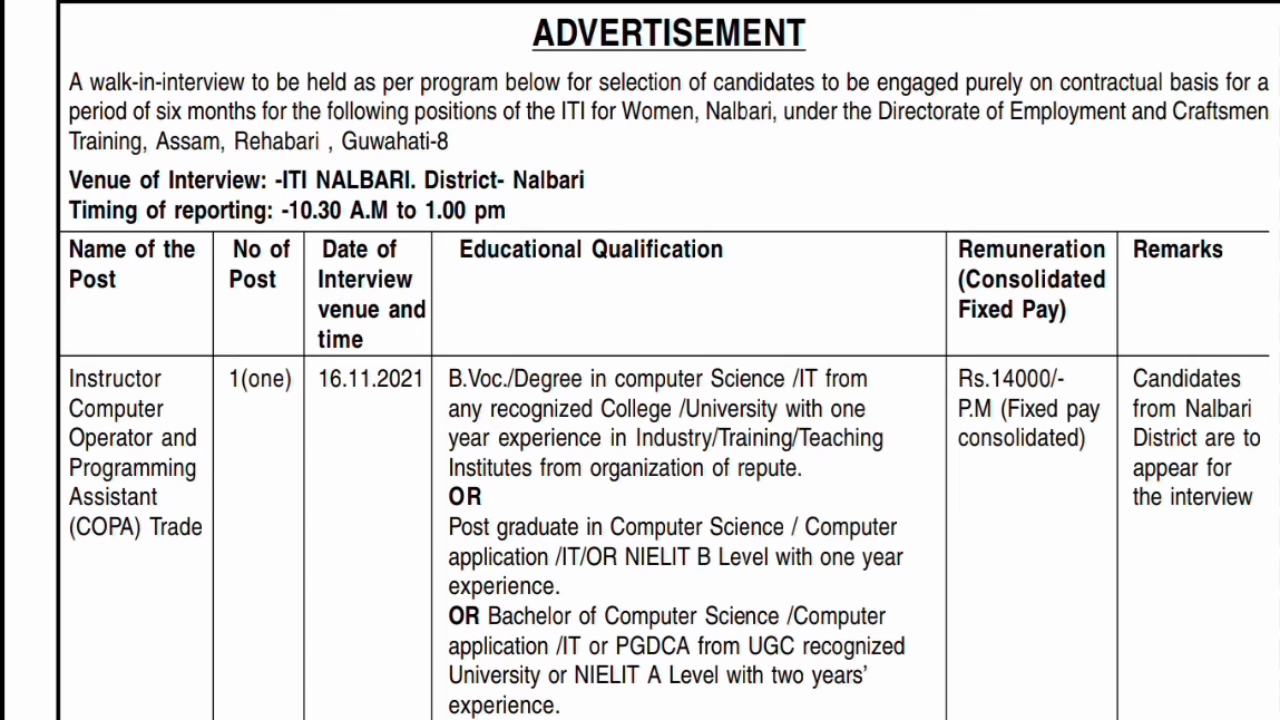 ADVERTISEMENT
A walk-in-interview to be held as per program below for selection of candidates to be engaged purely on contractual basis for a
period of six months for the following positions of the ITI for Women, Nalbari, under the Directorate of Employment and Craftsmen
Training, Assam, Rehabari , Guwahati-8
Venue of Interview: -ITI NALBARI. District- Nalbari
Timing of reporting: -10.30 A.M to 1.00 pm
Name of the
Post
No of
Post
Date of
Interview
venue and
time
Educational Qualification
Remuneration
(Consolidated
Fixed Pay)
Remarks
Instructor
Computer
Operator and
Programming
Assistant
(COPA) Trade
1(one)
16.11.2021
B.Voc./Degree in computer Science /IT from
any recognized College /University with one
year experience in Industry/Training/Teaching
Institutes from organization of repute.
OR
Post graduate in Computer Science / Computer
application /IT/OR NIELIT B Level with one year
experience.
OR Bachelor of Computer Science /Computer
application /IT or PGDCA from UGC recognized
University or NIELIT A Level with two years’
experience.
Rs.14000/-
P.M (Fixed pay
consolidated)
Candidates
from Nalbari
District are to
appear for
the interview